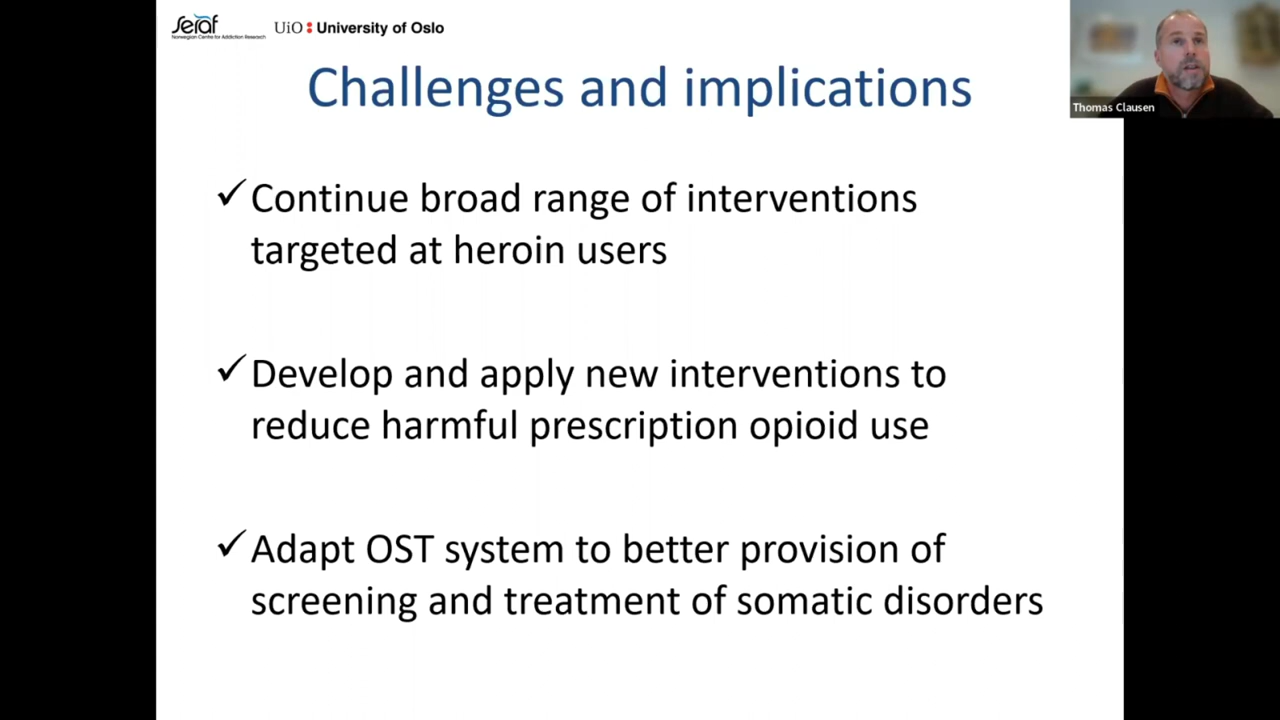 seraf
Norwegian Centre for Addiction Research
UiO : University of Oslo
Challenges and implications
Thomas Clausen
✓Continue broad range of interventions
targeted at heroin users
✓Develop and apply new interventions to
reduce harmful prescription opioid use
✓Adapt OST system to better provision of
screening and treatment of somatic disorders